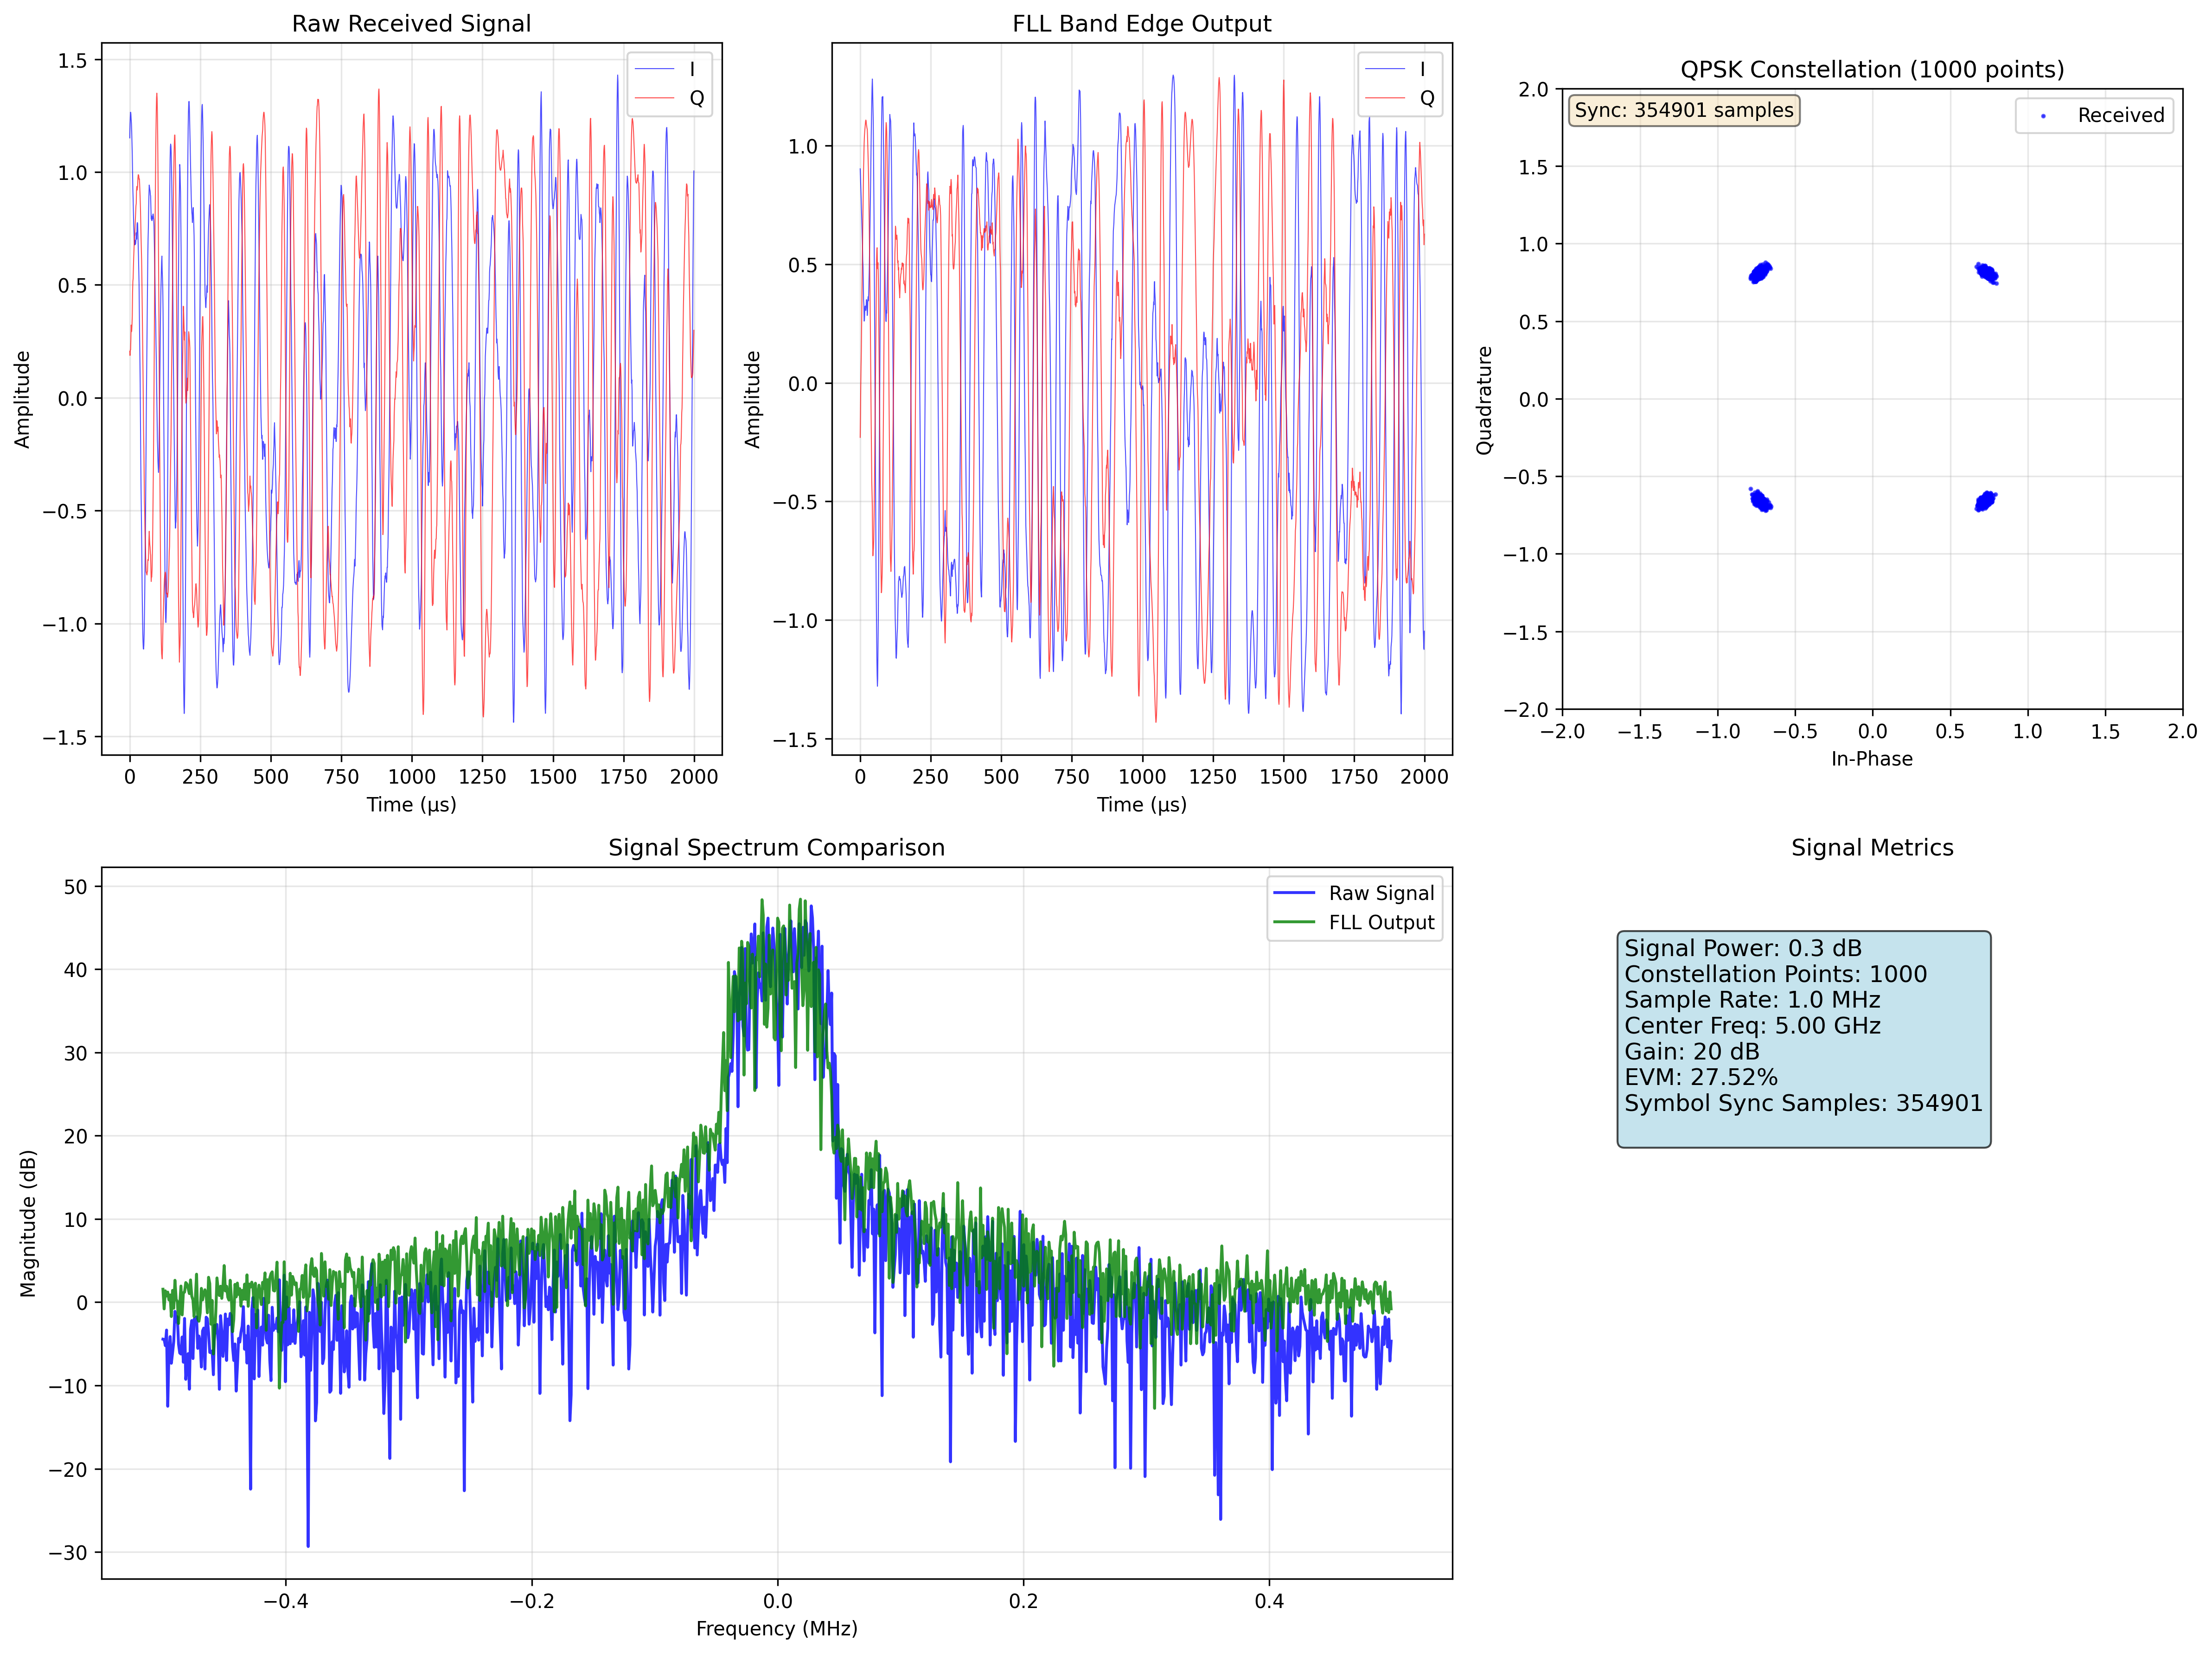 Raw Received Signal
I
Q
1.5
1.0
0.5
0.0
−0.5
−1.0
−1.5
Amplitude
0 250 500 750 1000 1250 1500 1750 2000
Time (µs)
FLL Band Edge Output
I
Q
1.0
0.5
0.0
−0.5
−1.0
−1.5
Amplitude
0 250 500 750 1000 1250 1500 1750 2000
Time (µs)
QPSK Constellation (1000 points)
Sync: 354901 samples
Received
2.0
1.5
1.0
0.5
0.0
−0.5
−1.0
−1.5
−2.0
Quadrature
−2.0 −1.5 −1.0 −0.5 0.0 0.5 1.0 1.5 2.0
In-Phase
Signal Spectrum Comparison
Raw Signal
FLL Output
50
40
30
20
10
0
−10
−20
−30
Magnitude (dB)
−0.4 −0.2 0.0 0.2 0.4
Frequency (MHz)
Signal Metrics
Signal Power: 0.3 dB
Constellation Points: 1000
Sample Rate: 1.0 MHz
Center Freq: 5.00 GHz
Gain: 20 dB
EVM: 27.52%
Symbol Sync Samples: 354901